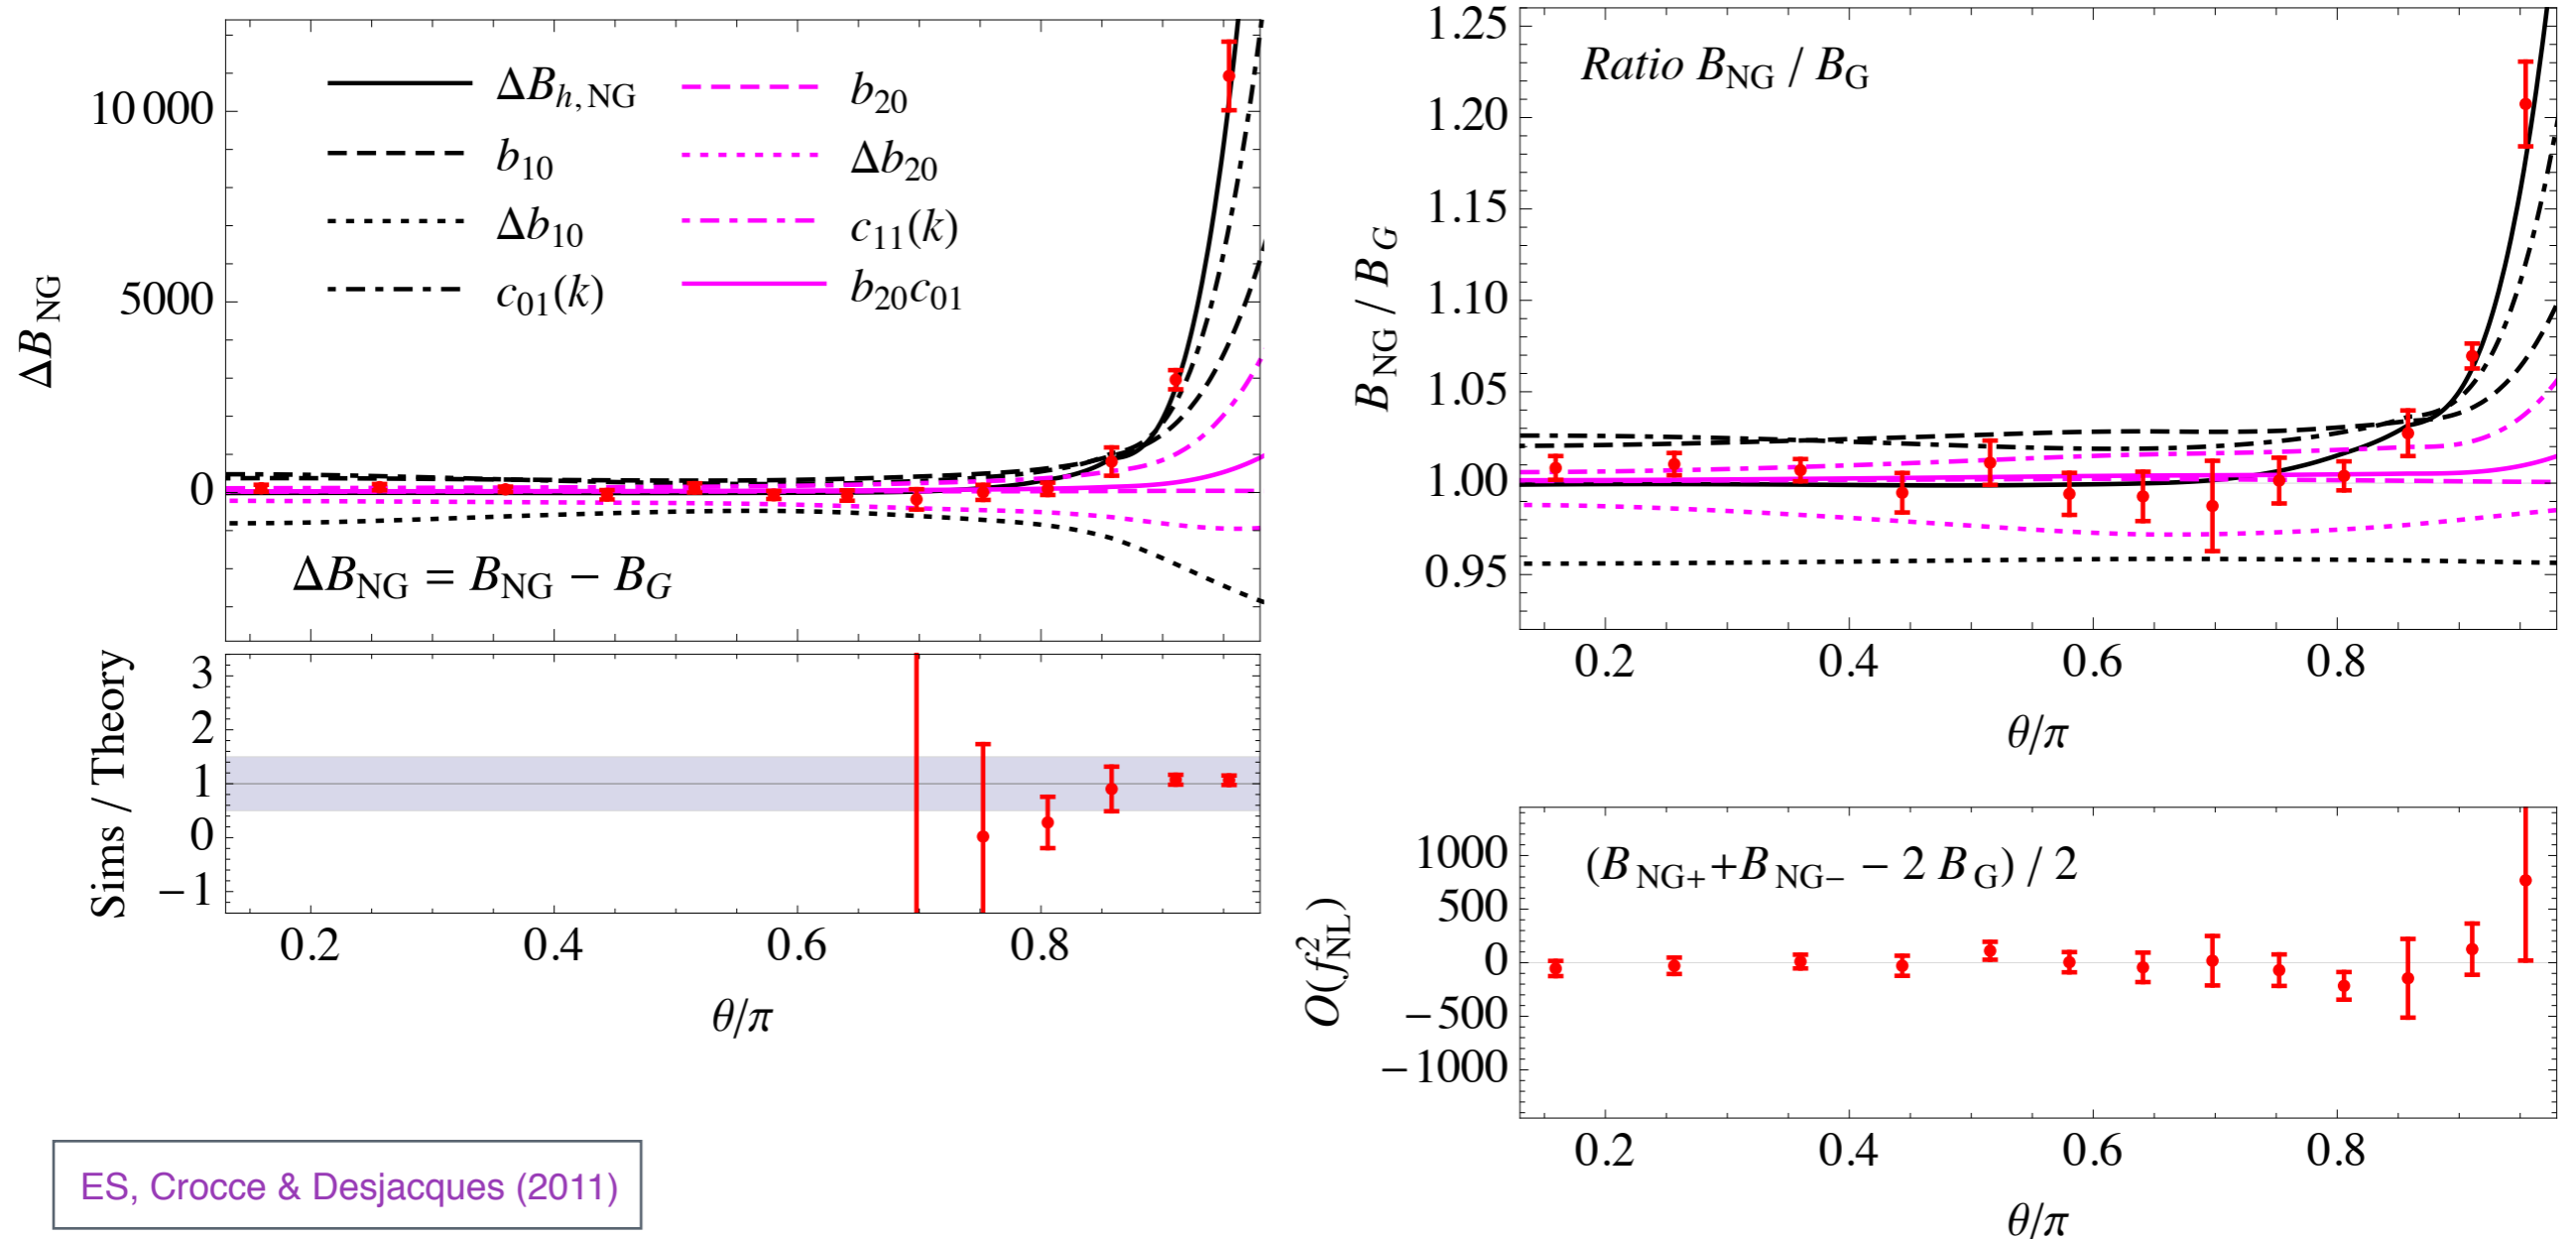 ΔB_NG
10 000
5000
0
ΔB_h, NG
b_20
b_10
Δb_20
Δb_10
c_11(k)
c_01(k)
b_20c_01
ΔB_NG = B_NG − B_G
Sims / Theory
3
2
1
0
−1
0.2 0.4 0.6 0.8
θ/π
B_NG / B_G
1.25
1.20
1.15
1.10
1.05
1.00
0.95
Ratio B_NG / B_G
0.2 0.4 0.6 0.8
θ/π
O(f_NL^2)
1000
500
0
−500
−1000
(B_NG+ +B_NG− − 2 B_G) / 2
0.2 0.4 0.6 0.8
θ/π
ES, Crocce & Desjacques (2011)